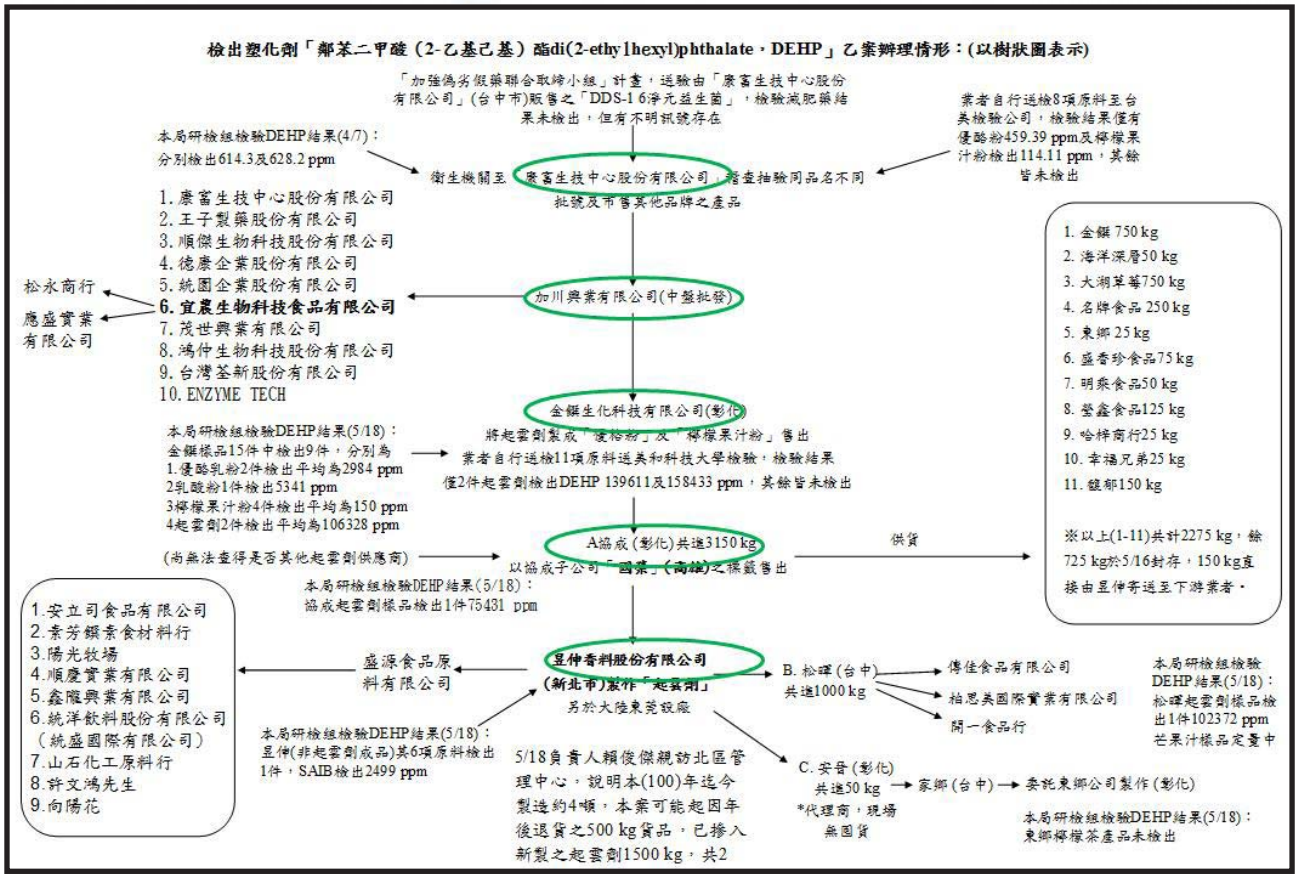 檢出塑化劑「鄰苯二甲酸（2-乙基己基）酯di(2-ethylhexyl)phthalate，DEHP」乙案辦理情形：(以樹狀圖表示)
「加強偽劣假藥聯合取締小組」計畫，送驗由「康富生技中心股份
有限公司」(台中市)販售之「DDS-1 6淨元益生菌」，檢驗減肥藥結
果未檢出，但有不明訊號存在
業者自行送檢8項原料至台
美檢驗公司，檢驗結果僅有
優酪粉459.39 ppm及檸檬果
汁粉檢出114.11 ppm，其餘
皆未檢出
本局研檢組檢驗DEHP結果(4/7)：
分別檢出614.3及628.2 ppm
衛生機關至「康富生技中心股份有限公司」稽查抽驗同品名不同
批號及市售其他品牌之產品
1. 康富生技中心股份有限公司
2. 王子製藥股份有限公司
3. 順傑生物科技股份有限公司
4. 德康企業股份有限公司
5. 統園企業股份有限公司
6. 宜農生物科技食品有限公司
7. 茂世興業有限公司
8. 鴻仲生物科技股份有限公司
9. 台灣荃新股份有限公司
10. ENZYME TECH
松永商行
應盛實業
有限公司
加川興業有限公司(中盤批發)
1. 金饌 750 kg
2. 海洋深層50 kg
3. 大湖草莓750 kg
4. 名牌食品 250 kg
5. 東鄉 25 kg
6. 盛香珍食品75 kg
7. 明乘食品50 kg
8. 瑩鑫食品125 kg
9. 哈梓商行25 kg
10. 幸福兄弟25 kg
11. 馥郁150 kg
※以上(1-11)共計2275 kg，餘
725 kg於5/16封存，150 kg直
接由昱伸寄送至下游業者。
金饌生化科技有限公司(彰化)
將起雲劑製成「優格粉」及「檸檬果汁粉」售出
業者自行送檢11項原料送美和科技大學檢驗，檢驗結果
僅2件起雲劑檢出DEHP 139611及158433 ppm，其餘皆未檢出
本局研檢組檢驗DEHP結果(5/18)：
金饌樣品15件中檢出9件，分別為
1.優酪乳粉2件檢出平均為2984 ppm
2乳酸粉1件檢出5341 ppm
3檸檬果汁粉4件檢出平均為150 ppm
4起雲劑2件檢出平均為106328 ppm
(尚無法查得是否其他起雲劑供應商)
A協成 (彰化)共進3150 kg
以協成子公司「國榮」(高雄)之標籤售出
供貨
本局研檢組檢驗DEHP結果(5/18)：
協成起雲劑樣品檢出1件75431 ppm
1.安立司食品有限公司
2.素芳饌素食材料行
3.陽光牧場
4.順慶實業有限公司
5.鑫隴興業有限公司
6.統洋飲料股份有限公司
（統盛國際有限公司）
7.山石化工原料行
8.許文鴻先生
9.向陽花
盛源食品原
料有限公司
昱伸香料股份有限公司
(新北市)製作「起雲劑」
另於大陸東莞設廠
B. 松暉 (台中)
共進1000 kg
傳佳食品有限公司
柏思美國際實業有限公司
開一食品行
本局研檢組檢驗
DEHP結果(5/18)：
松暉起雲劑樣品檢
出1件102372 ppm
芒果汁樣品定量中
本局研檢組檢驗DEHP結果(5/18)：
昱伸(非起雲劑成品)其6項原料檢出
1件，SAIB檢出2499 ppm
5/18負責人賴俊傑親訪北區管
理中心，說明本(100)年迄今
製造約4噸，本案可能起因年
後退貨之500 kg貨品，已摻入
新製之起雲劑1500 kg，共2
C. 安晉 (彰化)
共進50 kg
*代理商，現場
無囤貨
家鄉 (台中)
委託東鄉公司製作 (彰化)
本局研檢組檢驗DEHP結果(5/18)：
東鄉檸檬茶產品未檢出